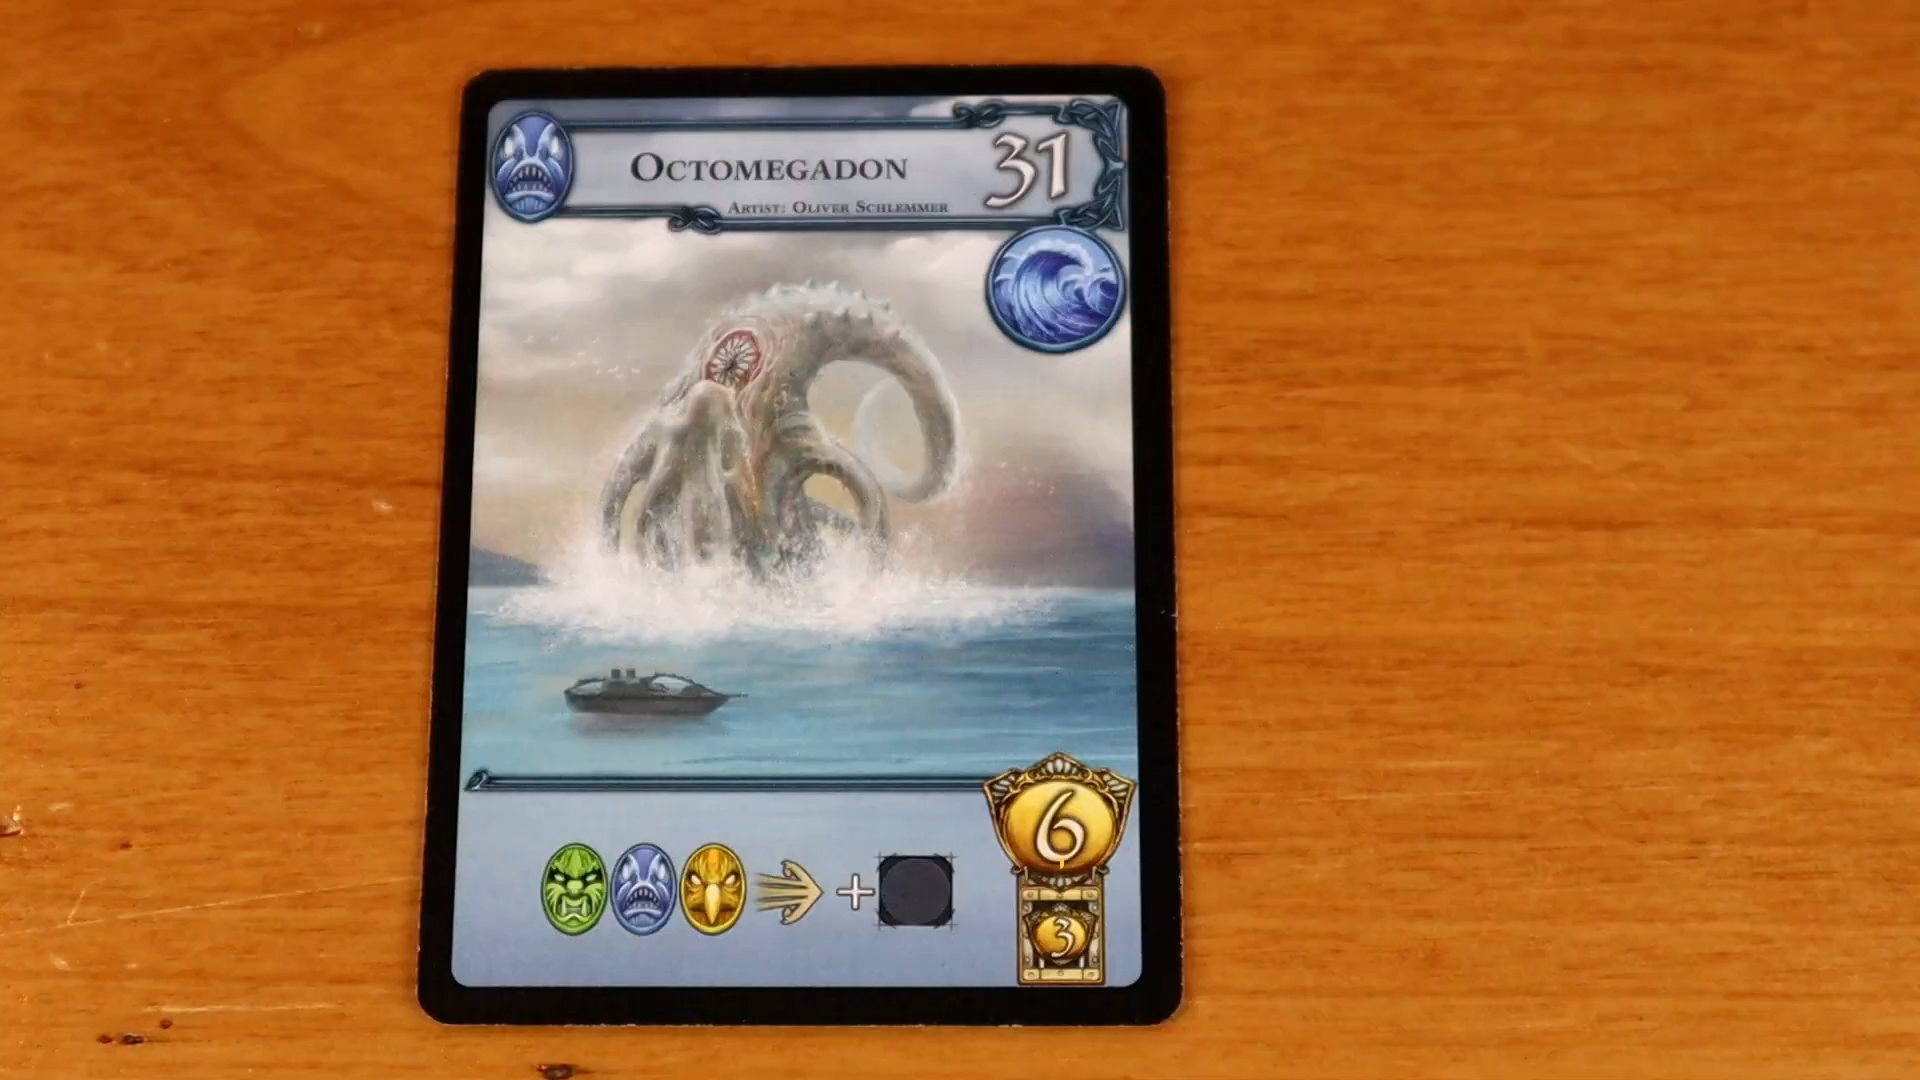 OCTOMEGADON
31
ARTIST: OLIVER SCHLEMMER
6
+
3